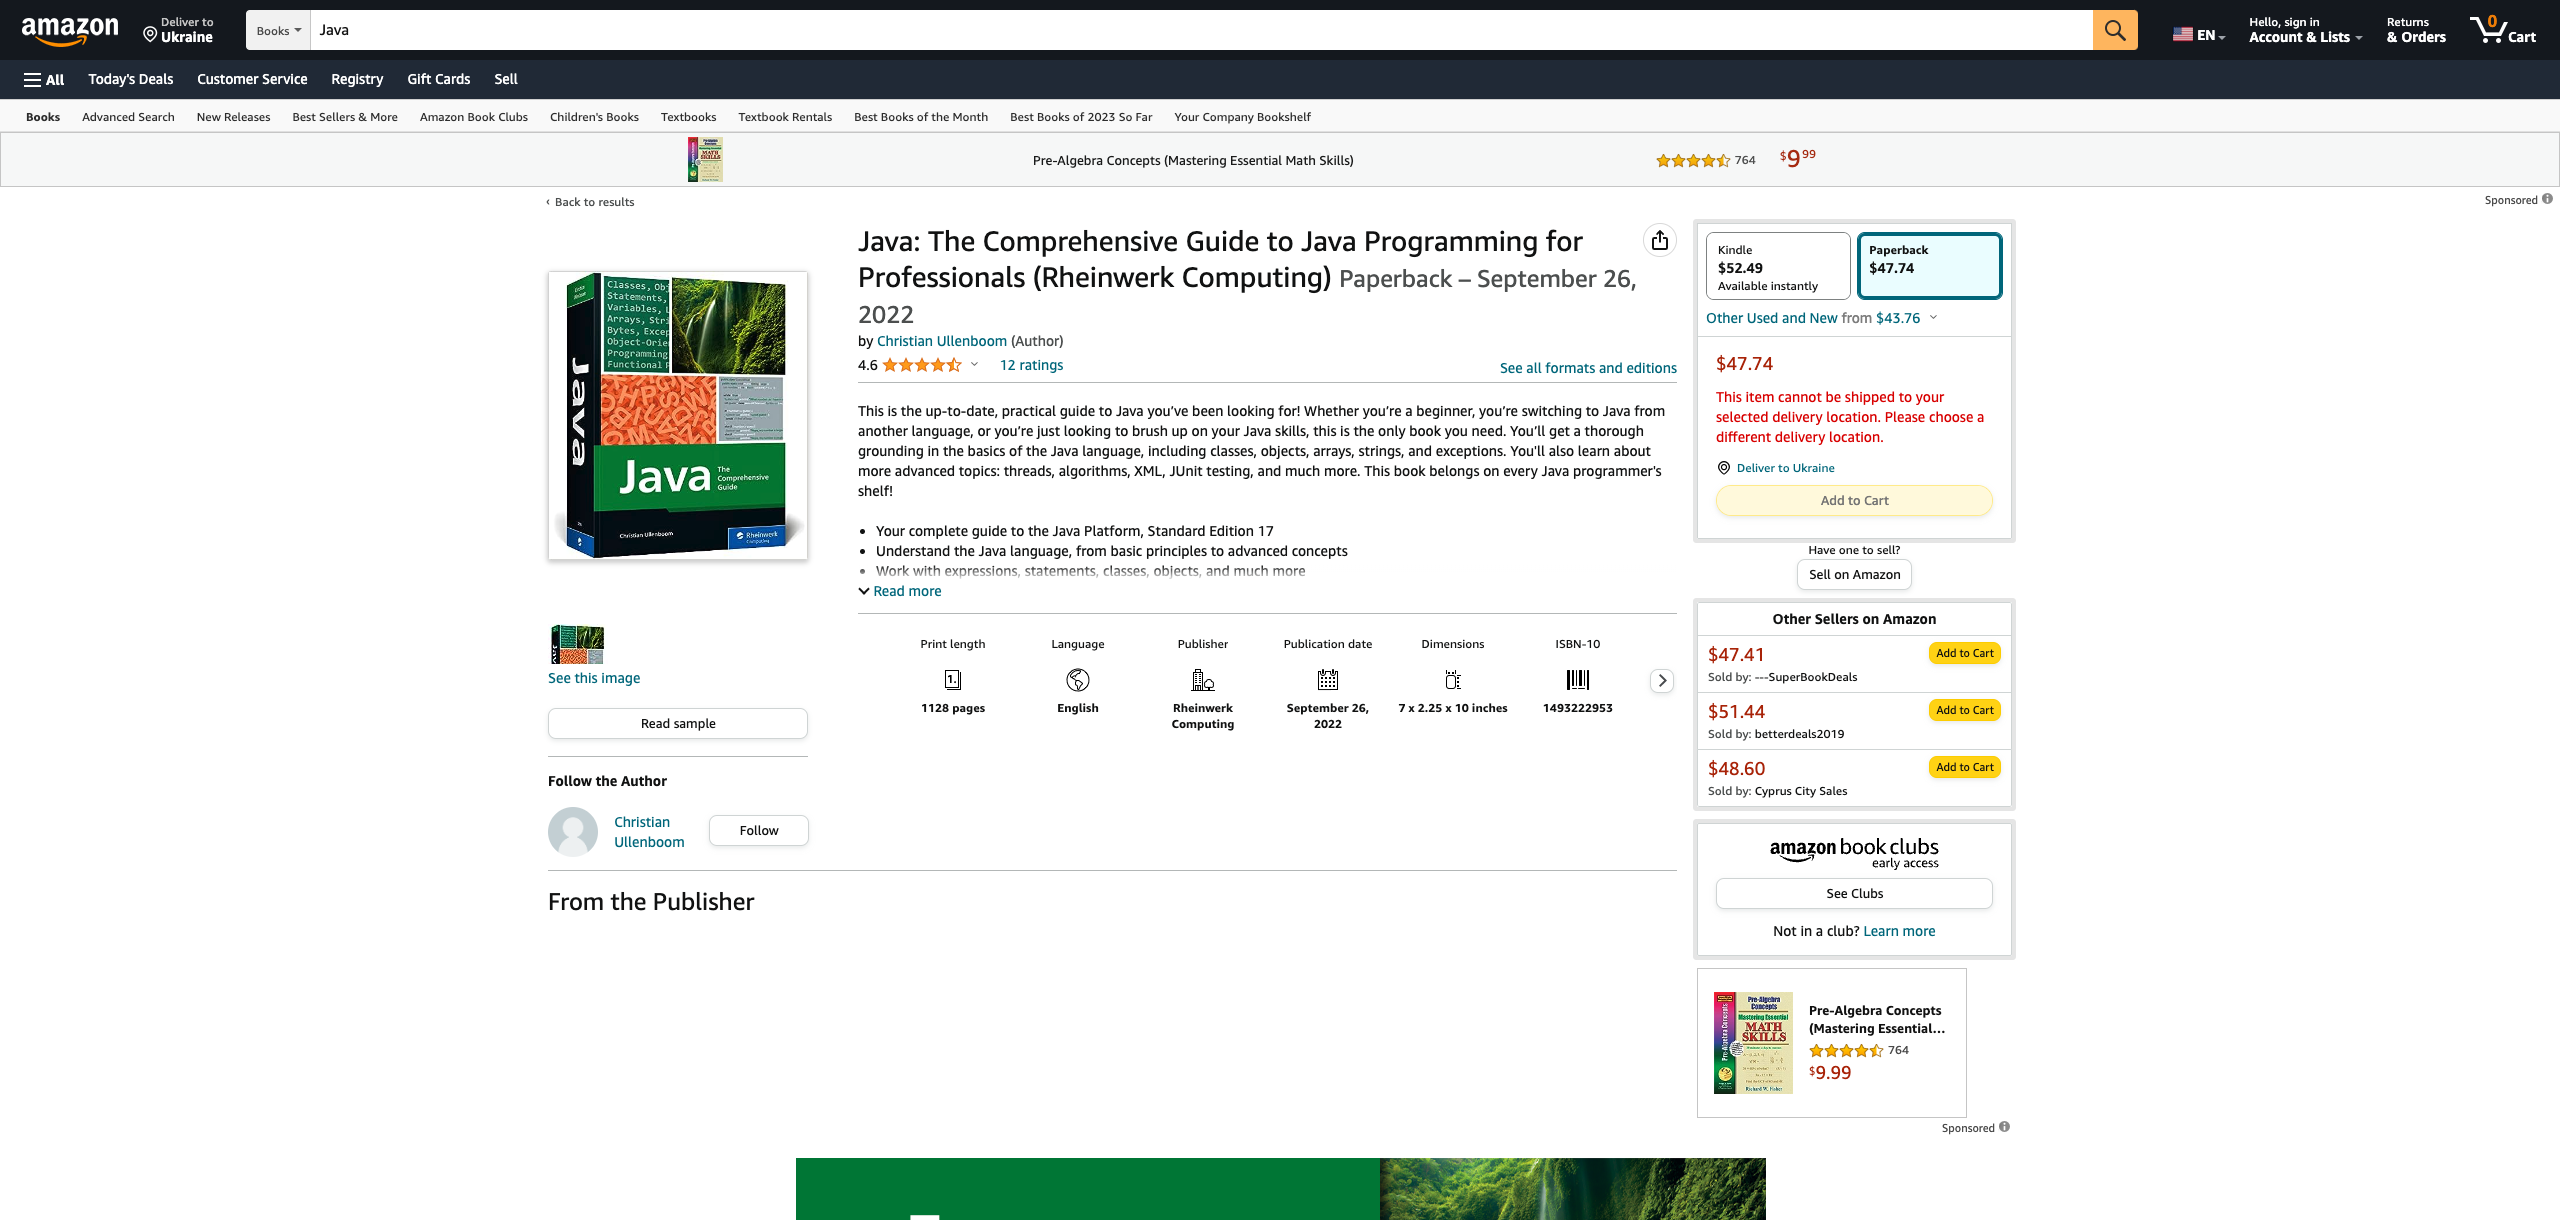 amazon
Deliver to
Ukraine
Books
Java
EN
Hello, sign in
Account & Lists
Returns
& Orders
0
Cart
All
Today's Deals
Customer Service
Registry
Gift Cards
Sell
Books
Advanced Search
New Releases
Best Sellers & More
Amazon Book Clubs
Children's Books
Textbooks
Textbook Rentals
Best Books of the Month
Best Books of 2023 So Far
Your Company Bookshelf
Pre-Algebra Concepts (Mastering Essential Math Skills)
764
$9 99
‹ Back to results
Sponsored
Java: The Comprehensive Guide to Java Programming for
Professionals (Rheinwerk Computing) Paperback – September 26,
2022
by Christian Ullenboom (Author)
4.6
12 ratings
See all formats and editions
This is the up-to-date, practical guide to Java you've been looking for! Whether you're a beginner, you're switching to Java from
another language, or you're just looking to brush up on your Java skills, this is the only book you need. You'll get a thorough
grounding in the basics of the Java language, including classes, objects, arrays, strings, and exceptions. You'll also learn about
more advanced topics: threads, algorithms, XML, JUnit testing, and much more. This book belongs on every Java programmer's
shelf!
• Your complete guide to the Java Platform, Standard Edition 17
• Understand the Java language, from basic principles to advanced concepts
• Work with expressions, statements, classes, objects, and much more
Read more
Classes, Obj
Statements,
Variables,
Arrays, Stri
Bytes, Excep
Object-Orie
Programming
Functional P
Java
Java
The
Comprehensive
Guide
Christian Ullenboom
Rheinwerk
Computing
See this image
Read sample
Follow the Author
Christian
Ullenboom
Follow
Print length
1128 pages
Language
English
Publisher
Rheinwerk
Computing
Publication date
September 26,
2022
Dimensions
7 x 2.25 x 10 inches
ISBN-10
1493222953
From the Publisher
Kindle
$52.49
Available instantly
Paperback
$47.74
Other Used and New from $43.76
$47.74
This item cannot be shipped to your
selected delivery location. Please choose a
different delivery location.
Deliver to Ukraine
Add to Cart
Have one to sell?
Sell on Amazon
Other Sellers on Amazon
$47.41
Add to Cart
Sold by: ---SuperBookDeals
$51.44
Add to Cart
Sold by: betterdeals2019
$48.60
Add to Cart
Sold by: Cyprus City Sales
amazon book clubs
early access
See Clubs
Not in a club? Learn more
Pre-Algebra
Concepts
Mastering Essential
MATH
SKILLS
Pre-Algebra Concepts
(Mastering Essential...
764
$9.99
Sponsored